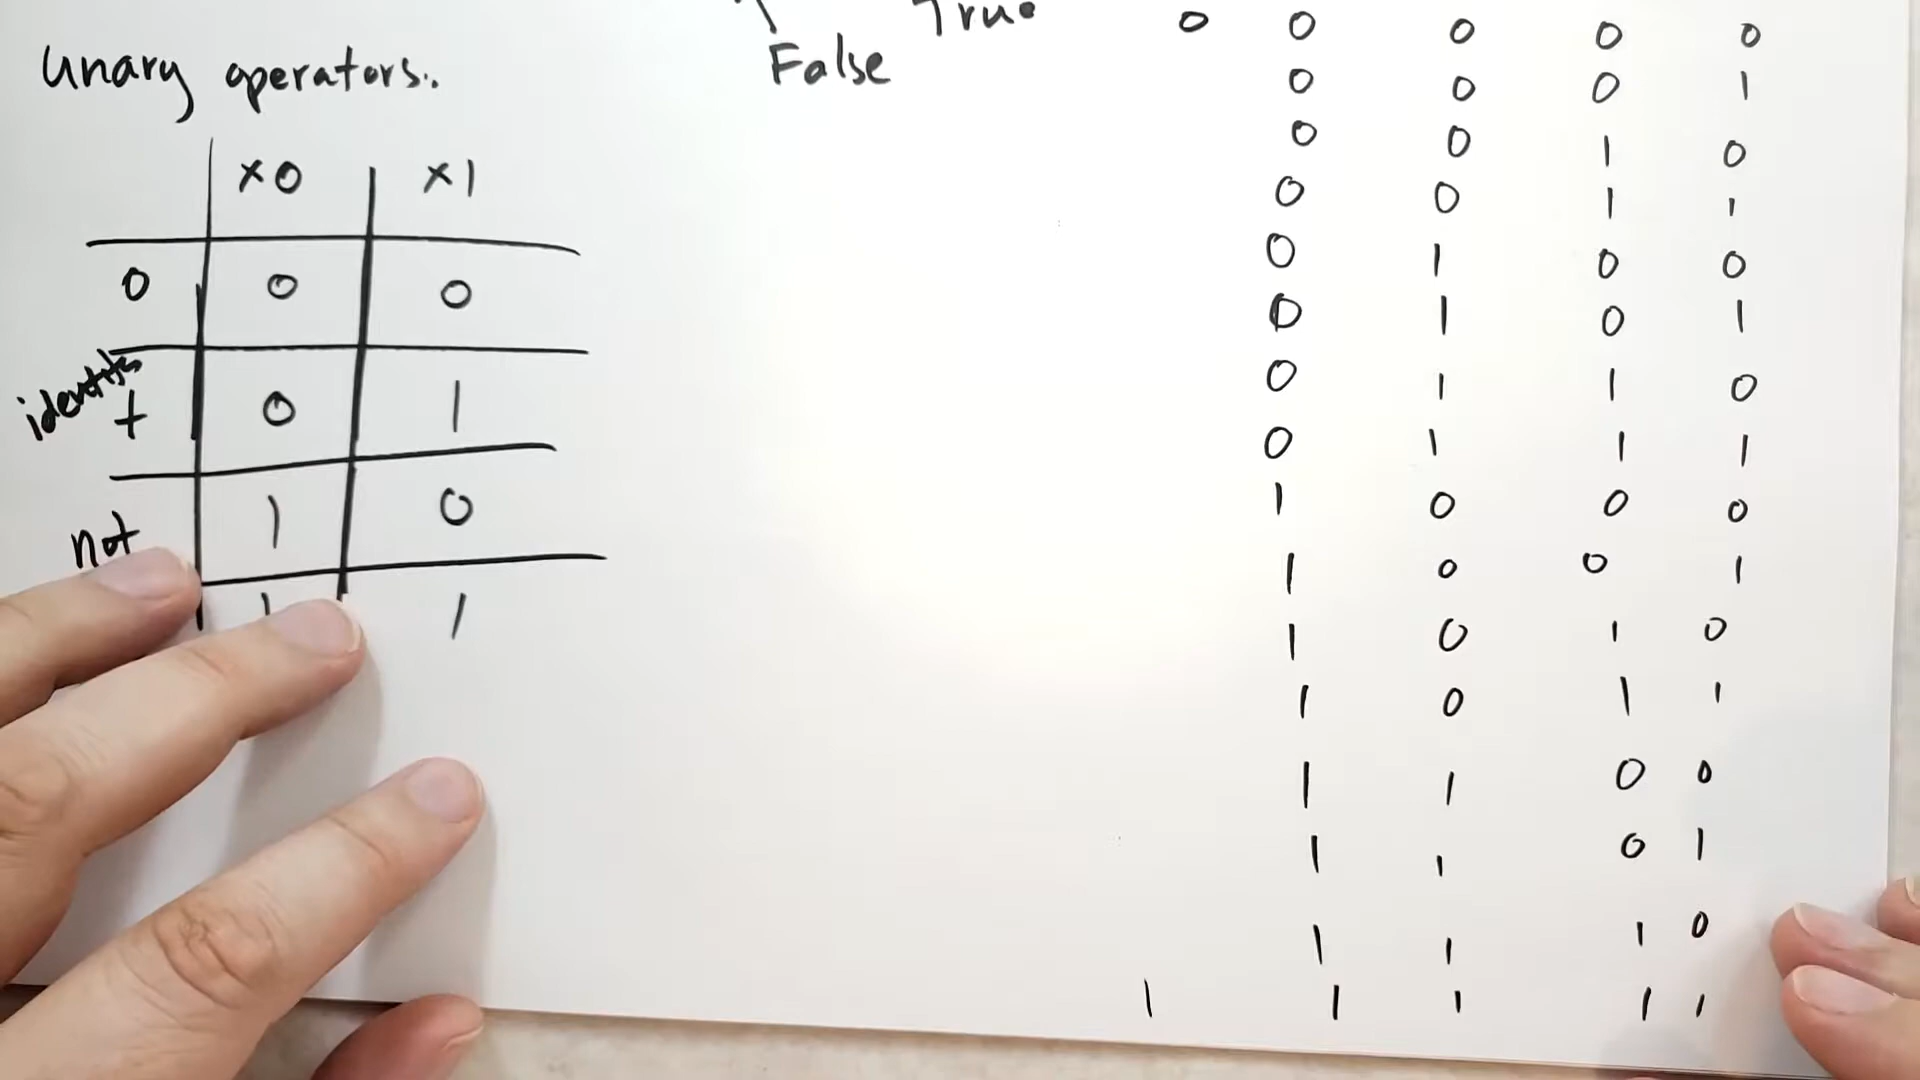 True
False
Unary operators:.
x0 x1
0 0 0
identity
+ 0 1
not 1 0
1 1
0 0 0 0 0
0 0 0 1
0 0 1 0
0 0 1 1
0 1 0 0
0 1 0 1
0 1 1 0
0 1 1 1
1 0 0 0
1 0 0 1
1 0 1 0
1 0 1 1
1 1 0 0
1 1 0 1
1 1 1 0
1 1 1 1 1